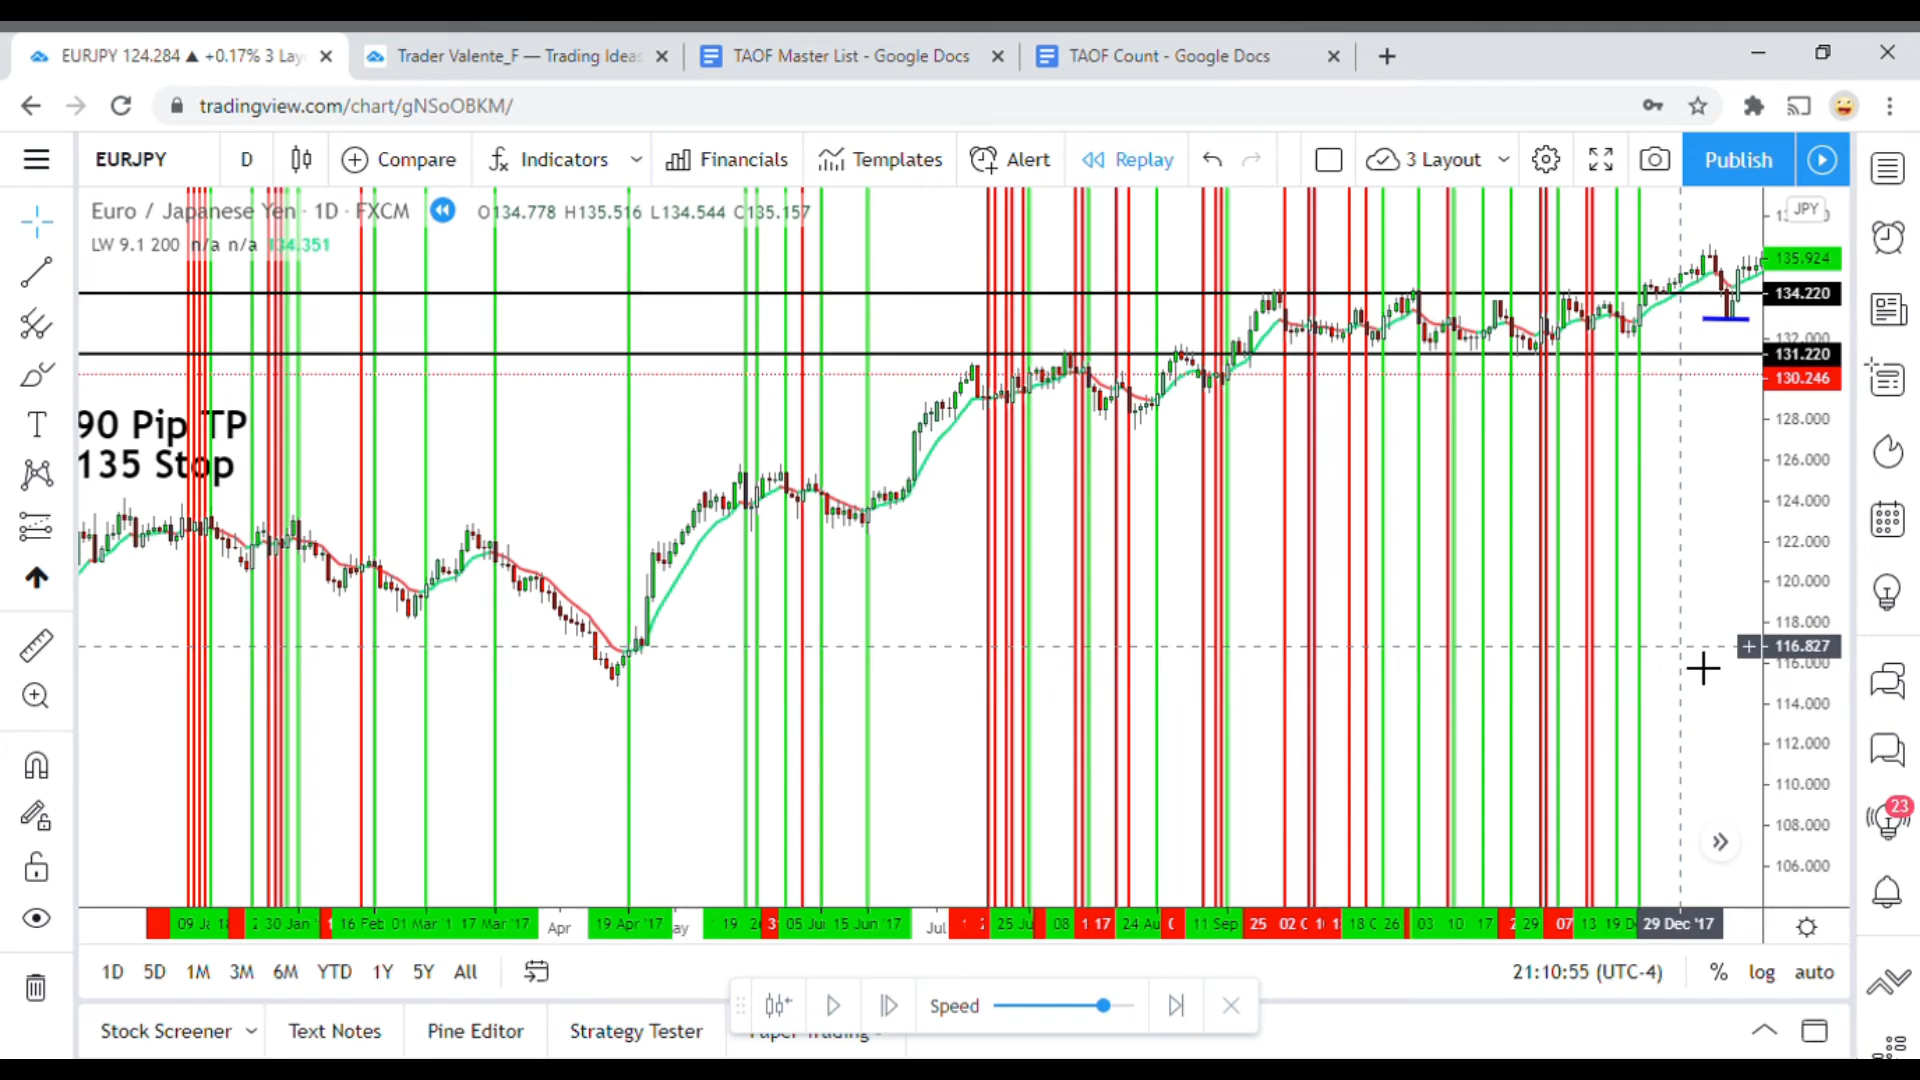 EURJPY 124.284 ▲ +0.17% 3 Lay
Trader Valente_F — Trading Ideas
TAOF Master List - Google Docs
TAOF Count - Google Docs
tradingview.com/chart/gNSoOBKM/
EURJPY D Compare Indicators Financials Templates Alert Replay 3 Layout Publish
Euro / Japanese Yen · 1D · FXCM O134.778 H135.516 L134.544 C135.157
LW 9.1 200 n/a n/a 134.351
JPY
135.924
134.220
132.000
131.220
130.246
128.000
126.000
124.000
122.000
120.000
118.000
116.827
116.000
114.000
112.000
110.000
108.000
106.000
90 Pip TP
135 Stop
23
30 Jan 16 Feb 01 Mar '1 17 Mar '17 Apr 19 Apr '17 ay 19 05 Ju 15 Jun '17 Jul 25 Ju 08 1 17 24 Au 11 Sep 25 02 O 18 O 26 03 10 17 29 07 13 19 De 29 Dec '17
1D 5D 1M 3M 6M YTD 1Y 5Y All
21:10:55 (UTC-4) % log auto
Speed
Stock Screener Text Notes Pine Editor Strategy Tester Paper Trading